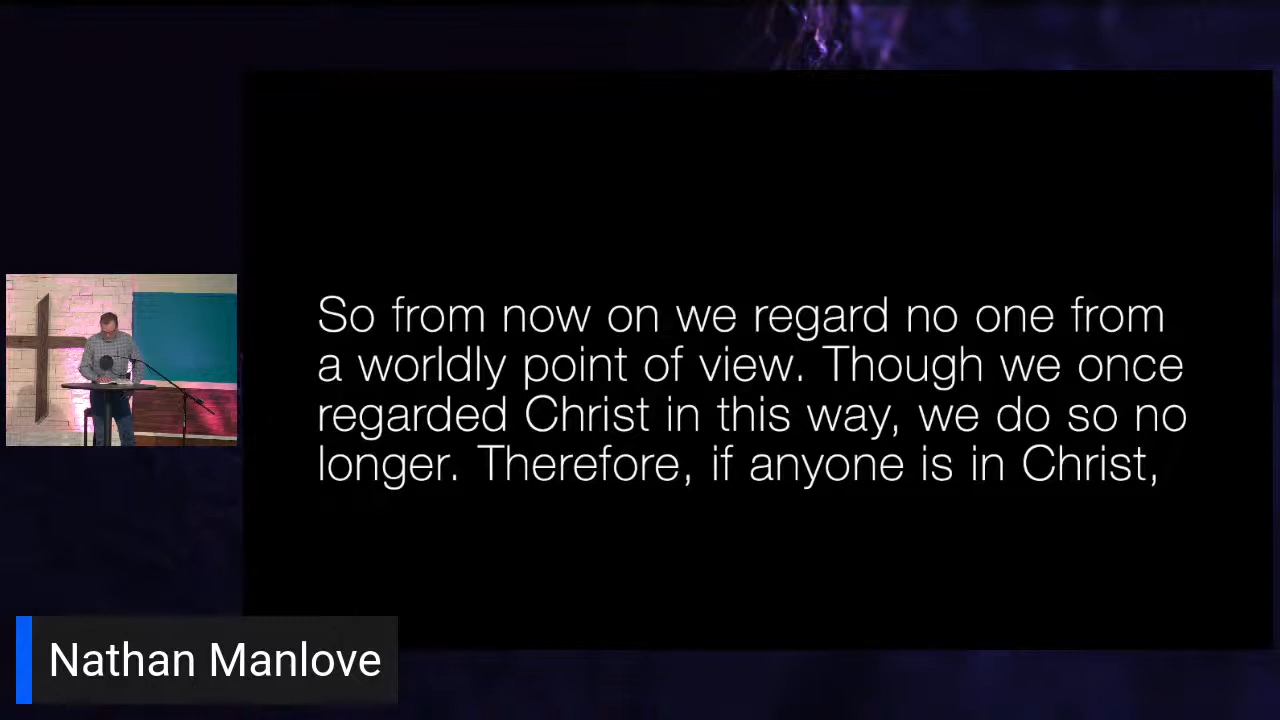 So from now on we regard no one from
a worldly point of view. Though we once
regarded Christ in this way, we do so no
longer. Therefore, if anyone is in Christ,
Nathan Manlove